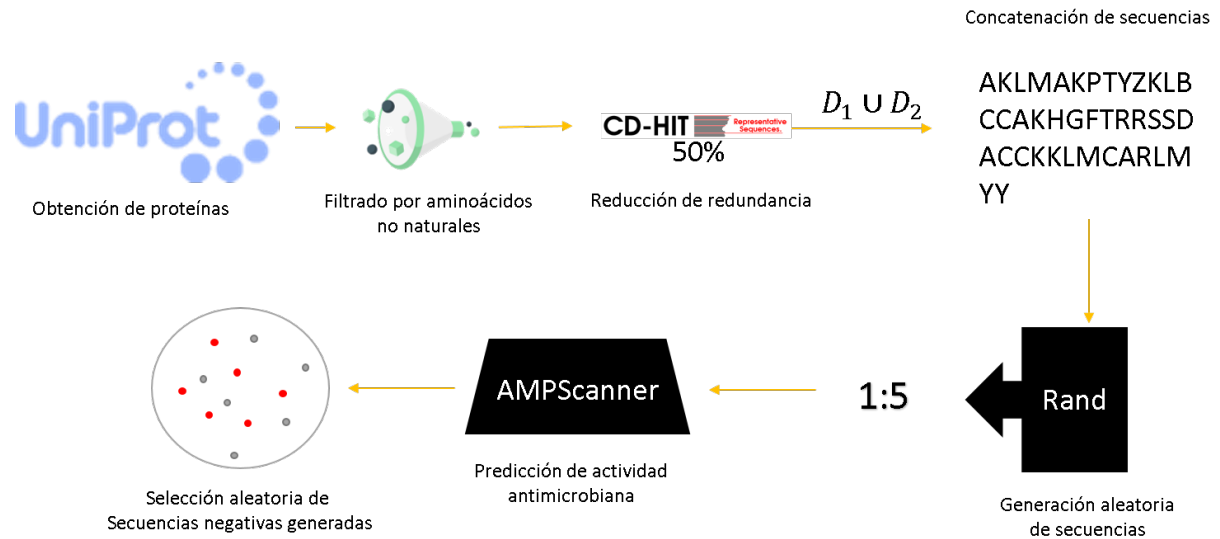 Concatenación de secuencias
UniProt
CD-HIT
Representative
Sequences.
50%
D₁ ∪ D₂
AKLMAKPTYZKLB
CCAKHGFTRRSSD
ACCKKLMCARLM
YY
Obtención de proteínas
Filtrado por aminoácidos
no naturales
Reducción de redundancia
AMPScanner
1:5
Rand
Predicción de actividad
antimicrobiana
Selección aleatoria de
Secuencias negativas generadas
Generación aleatoria
de secuencias